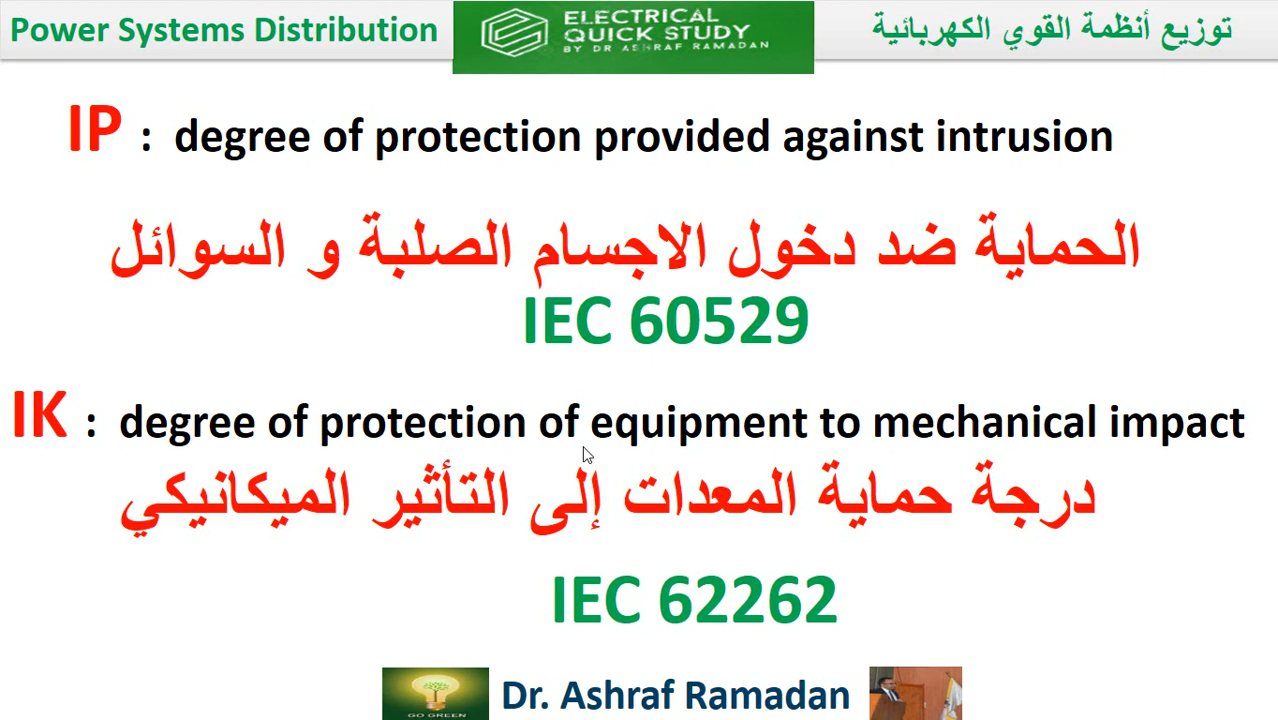 Power Systems Distribution
ELECTRICAL
QUICK STUDY
BY DR ASHRAF RAMADAN
توزيع أنظمة القوي الكهربائية
IP : degree of protection provided against intrusion
الحماية ضد دخول الاجسام الصلبة و السوائل
IEC 60529
IK : degree of protection of equipment to mechanical impact
درجة حماية المعدات إلى التأثير الميكانيكي
IEC 62262
GO GREEN
Dr. Ashraf Ramadan